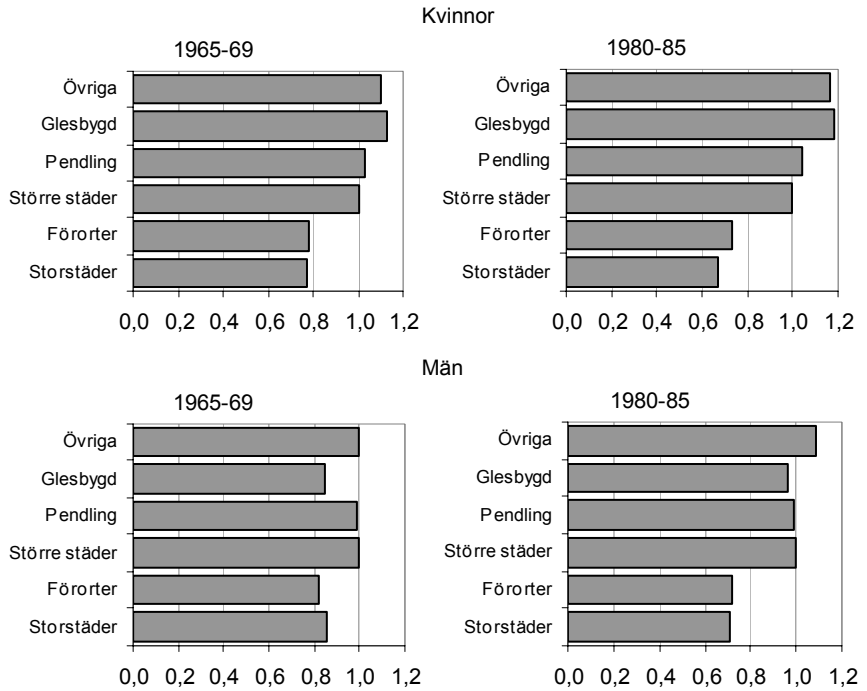 Kvinnor
1965-69
Övriga
Glesbygd
Pendling
Större städer
Förorter
Storstäder
0,0 0,2 0,4 0,6 0,8 1,0 1,2
1980-85
Övriga
Glesbygd
Pendling
Större städer
Förorter
Storstäder
0,0 0,2 0,4 0,6 0,8 1,0 1,2
Män
1965-69
Övriga
Glesbygd
Pendling
Större städer
Förorter
Storstäder
0,0 0,2 0,4 0,6 0,8 1,0 1,2
1980-85
Övriga
Glesbygd
Pendling
Större städer
Förorter
Storstäder
0,0 0,2 0,4 0,6 0,8 1,0 1,2